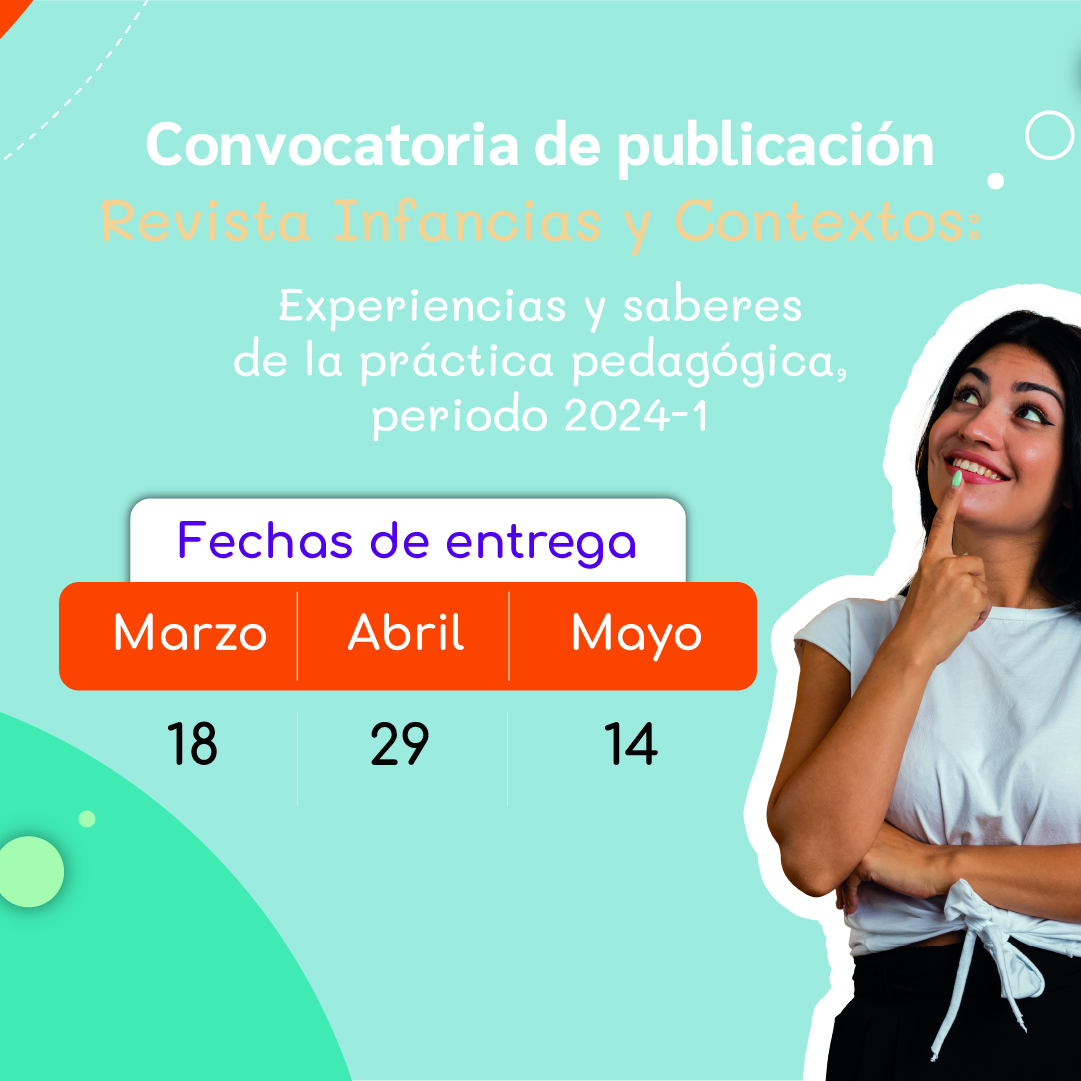 Convocatoria de publicación
Revista Infancias y Contextos:
Experiencias y saberes
de la práctica pedagógica,
periodo 2024-1
Fechas de entrega
Marzo Abril Mayo
18 29 14